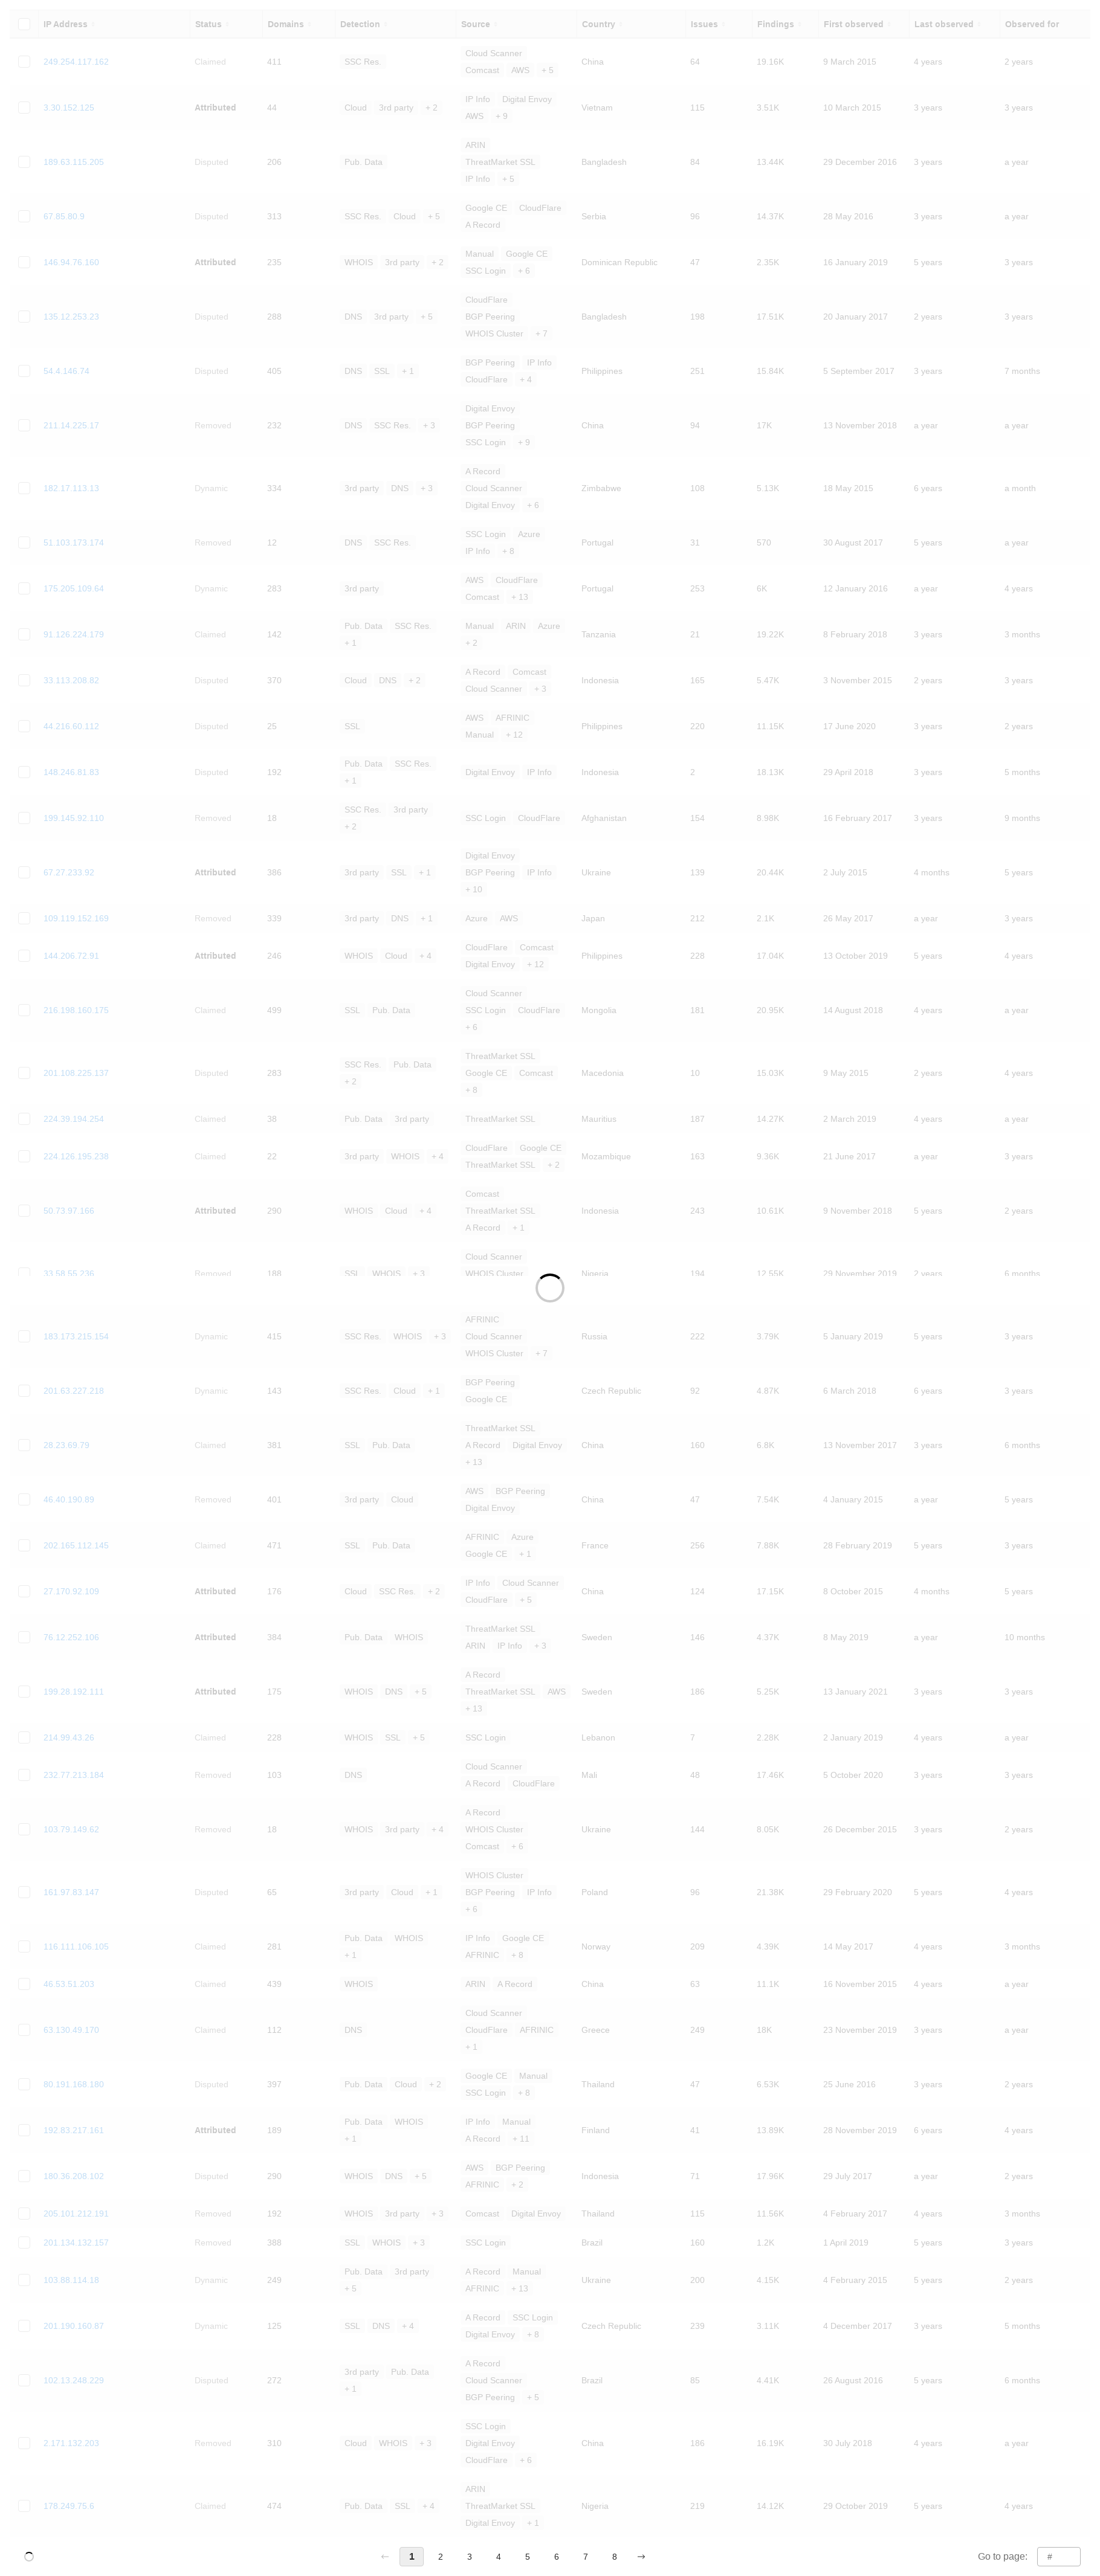 IP Address Status Domains Detection Source Country Issues Findings First observed Last observed Observed for
249.254.117.162 Claimed 411 SSC Res. Cloud Scanner Comcast AWS + 5 China 64 19.16K 9 March 2015 4 years 2 years
3.30.152.125 Attributed 44 Cloud 3rd party + 2 IP Info Digital Envoy AWS + 9 Vietnam 115 3.51K 10 March 2015 3 years 3 years
189.63.115.205 Disputed 206 Pub. Data ARIN ThreatMarket SSL IP Info + 5 Bangladesh 84 13.44K 29 December 2016 3 years a year
67.85.80.9 Disputed 313 SSC Res. Cloud + 5 Google CE CloudFlare A Record Serbia 96 14.37K 28 May 2016 3 years a year
146.94.76.160 Attributed 235 WHOIS 3rd party + 2 Manual Google CE SSC Login + 6 Dominican Republic 47 2.35K 16 January 2019 5 years 3 years
135.12.253.23 Disputed 288 DNS 3rd party + 5 CloudFlare BGP Peering WHOIS Cluster + 7 Bangladesh 198 17.51K 20 January 2017 2 years 3 years
54.4.146.74 Disputed 405 DNS SSL + 1 BGP Peering IP Info CloudFlare + 4 Philippines 251 15.84K 5 September 2017 3 years 7 months
211.14.225.17 Removed 232 DNS SSC Res. + 3 Digital Envoy BGP Peering SSC Login + 9 China 94 17K 13 November 2018 a year a year
182.17.113.13 Dynamic 334 3rd party DNS + 3 A Record Cloud Scanner Digital Envoy + 6 Zimbabwe 108 5.13K 18 May 2015 6 years a month
51.103.173.174 Removed 12 DNS SSC Res. SSC Login Azure IP Info + 8 Portugal 31 570 30 August 2017 5 years a year
175.205.109.64 Dynamic 283 3rd party AWS CloudFlare Comcast + 13 Portugal 253 6K 12 January 2016 a year 4 years
91.126.224.179 Claimed 142 Pub. Data SSC Res. + 1 Manual ARIN Azure + 2 Tanzania 21 19.22K 8 February 2018 3 years 3 months
33.113.208.82 Disputed 370 Cloud DNS + 2 A Record Comcast Cloud Scanner + 3 Indonesia 165 5.47K 3 November 2015 2 years 3 years
44.216.60.112 Disputed 25 SSL AWS AFRINIC Manual + 12 Philippines 220 11.15K 17 June 2020 3 years 2 years
148.246.81.83 Disputed 192 Pub. Data SSC Res. + 1 Digital Envoy IP Info Indonesia 2 18.13K 29 April 2018 3 years 5 months
199.145.92.110 Removed 18 SSC Res. 3rd party + 2 SSC Login CloudFlare Afghanistan 154 8.98K 16 February 2017 3 years 9 months
67.27.233.92 Attributed 386 3rd party SSL + 1 Digital Envoy BGP Peering IP Info + 10 Ukraine 139 20.44K 2 July 2015 4 months 5 years
109.119.152.169 Removed 339 3rd party DNS + 1 Azure AWS Japan 212 2.1K 26 May 2017 a year 3 years
144.206.72.91 Attributed 246 WHOIS Cloud + 4 CloudFlare Comcast Digital Envoy + 12 Philippines 228 17.04K 13 October 2019 5 years 4 years
216.198.160.175 Claimed 499 SSL Pub. Data Cloud Scanner SSC Login CloudFlare + 6 Mongolia 181 20.95K 14 August 2018 4 years a year
201.108.225.137 Disputed 283 SSC Res. Pub. Data + 2 ThreatMarket SSL Google CE Comcast + 8 Macedonia 10 15.03K 9 May 2015 2 years 4 years
224.39.194.254 Claimed 38 Pub. Data 3rd party ThreatMarket SSL Mauritius 187 14.27K 2 March 2019 4 years a year
224.126.195.238 Claimed 22 3rd party WHOIS + 4 CloudFlare Google CE ThreatMarket SSL + 2 Mozambique 163 9.36K 21 June 2017 a year 3 years
50.73.97.166 Attributed 290 WHOIS Cloud + 4 Comcast ThreatMarket SSL A Record + 1 Indonesia 243 10.61K 9 November 2018 5 years 2 years
33.58.55.236 Removed 188 SSL WHOIS + 3 Cloud Scanner WHOIS Cluster Nigeria 194 12.55K 29 November 2019 2 years 6 months
183.173.215.154 Dynamic 415 SSC Res. WHOIS + 3 AFRINIC Cloud Scanner WHOIS Cluster + 7 Russia 222 3.79K 5 January 2019 5 years 3 years
201.63.227.218 Dynamic 143 SSC Res. Cloud + 1 BGP Peering Google CE Czech Republic 92 4.87K 6 March 2018 6 years 3 years
28.23.69.79 Claimed 381 SSL Pub. Data ThreatMarket SSL A Record Digital Envoy + 13 China 160 6.8K 13 November 2017 3 years 6 months
46.40.190.89 Removed 401 3rd party Cloud AWS BGP Peering Digital Envoy China 47 7.54K 4 January 2015 a year 5 years
202.165.112.145 Claimed 471 SSL Pub. Data AFRINIC Azure Google CE + 1 France 256 7.88K 28 February 2019 5 years 3 years
27.170.92.109 Attributed 176 Cloud SSC Res. + 2 IP Info Cloud Scanner CloudFlare + 5 China 124 17.15K 8 October 2015 4 months 5 years
76.12.252.106 Attributed 384 Pub. Data WHOIS ThreatMarket SSL ARIN IP Info + 3 Sweden 146 4.37K 8 May 2019 a year 10 months
199.28.192.111 Attributed 175 WHOIS DNS + 5 A Record ThreatMarket SSL AWS + 13 Sweden 186 5.25K 13 January 2021 3 years 3 years
214.99.43.26 Claimed 228 WHOIS SSL + 5 SSC Login Lebanon 7 2.28K 2 January 2019 4 years a year
232.77.213.184 Removed 103 DNS Cloud Scanner A Record CloudFlare Mali 48 17.46K 5 October 2020 3 years 3 years
103.79.149.62 Removed 18 WHOIS 3rd party + 4 A Record WHOIS Cluster Comcast + 6 Ukraine 144 8.05K 26 December 2015 3 years 2 years
161.97.83.147 Disputed 65 3rd party Cloud + 1 WHOIS Cluster BGP Peering IP Info + 6 Poland 96 21.38K 29 February 2020 5 years 4 years
116.111.106.105 Claimed 281 Pub. Data WHOIS + 1 IP Info Google CE AFRINIC + 8 Norway 209 4.39K 14 May 2017 4 years 3 months
46.53.51.203 Claimed 439 WHOIS ARIN A Record China 63 11.1K 16 November 2015 4 years a year
63.130.49.170 Claimed 112 DNS Cloud Scanner CloudFlare AFRINIC + 1 Greece 249 18K 23 November 2019 3 years a year
80.191.168.180 Disputed 397 Pub. Data Cloud + 2 Google CE Manual SSC Login + 8 Thailand 47 6.53K 25 June 2016 3 years 2 years
192.83.217.161 Attributed 189 Pub. Data WHOIS + 1 IP Info Manual A Record + 11 Finland 41 13.89K 28 November 2019 6 years 4 years
180.36.208.102 Disputed 290 WHOIS DNS + 5 AWS BGP Peering AFRINIC + 2 Indonesia 71 17.96K 29 July 2017 a year 2 years
205.101.212.191 Removed 192 WHOIS 3rd party + 3 Comcast Digital Envoy Thailand 115 11.56K 4 February 2017 4 years 3 months
201.134.132.157 Removed 388 SSL WHOIS + 3 SSC Login Brazil 160 1.2K 1 April 2019 5 years 3 years
103.88.114.18 Dynamic 249 Pub. Data 3rd party + 5 A Record Manual AFRINIC + 13 Ukraine 200 4.15K 4 February 2015 5 years 2 years
201.190.160.87 Dynamic 125 SSL DNS + 4 A Record SSC Login Digital Envoy + 8 Czech Republic 239 3.11K 4 December 2017 3 years 5 months
102.13.248.229 Disputed 272 3rd party Pub. Data + 1 A Record Cloud Scanner BGP Peering + 5 Brazil 85 4.41K 26 August 2016 5 years 6 months
2.171.132.203 Removed 310 Cloud WHOIS + 3 SSC Login Digital Envoy CloudFlare + 6 China 186 16.19K 30 July 2018 4 years a year
178.249.75.6 Claimed 474 Pub. Data SSL + 4 ARIN ThreatMarket SSL Digital Envoy + 1 Nigeria 219 14.12K 29 October 2019 5 years 4 years
← 1 2 3 4 5 6 7 8 → Go to page: #